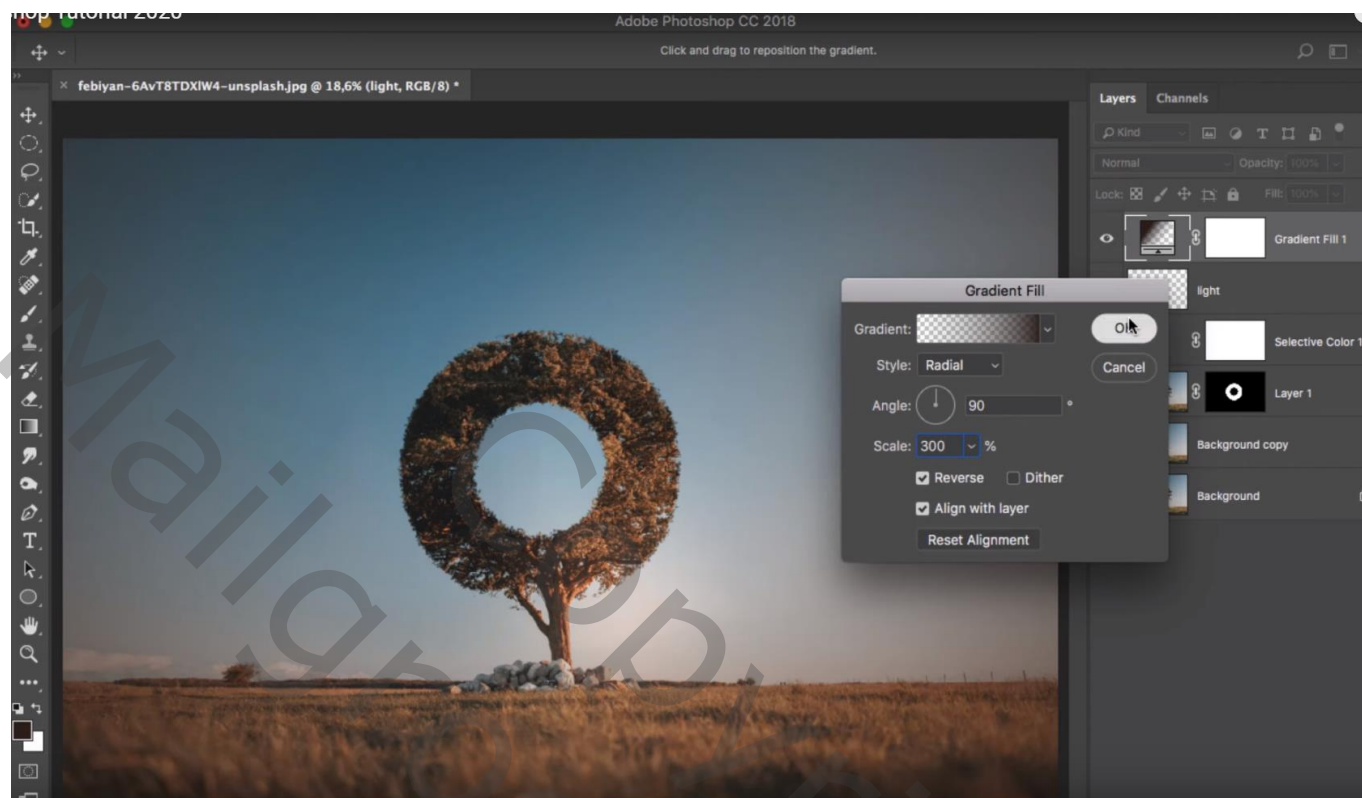 hop Tutorial 2020
Adobe Photoshop CC 2018
Click and drag to reposition the gradient.
× febiyan-6AvT8TDXlW4-unsplash.jpg @ 18,6% (light, RGB/8) *
Layers Channels
Kind
Normal Opacity: 100%
Lock: Fill: 100%
Gradient Fill 1
light
Selective Color 1
Layer 1
Background copy
Background
Gradient Fill
Gradient: OK
Style: Radial Cancel
Angle: 90 °
Scale: 300 %
Reverse Dither
Align with layer
Reset Alignment